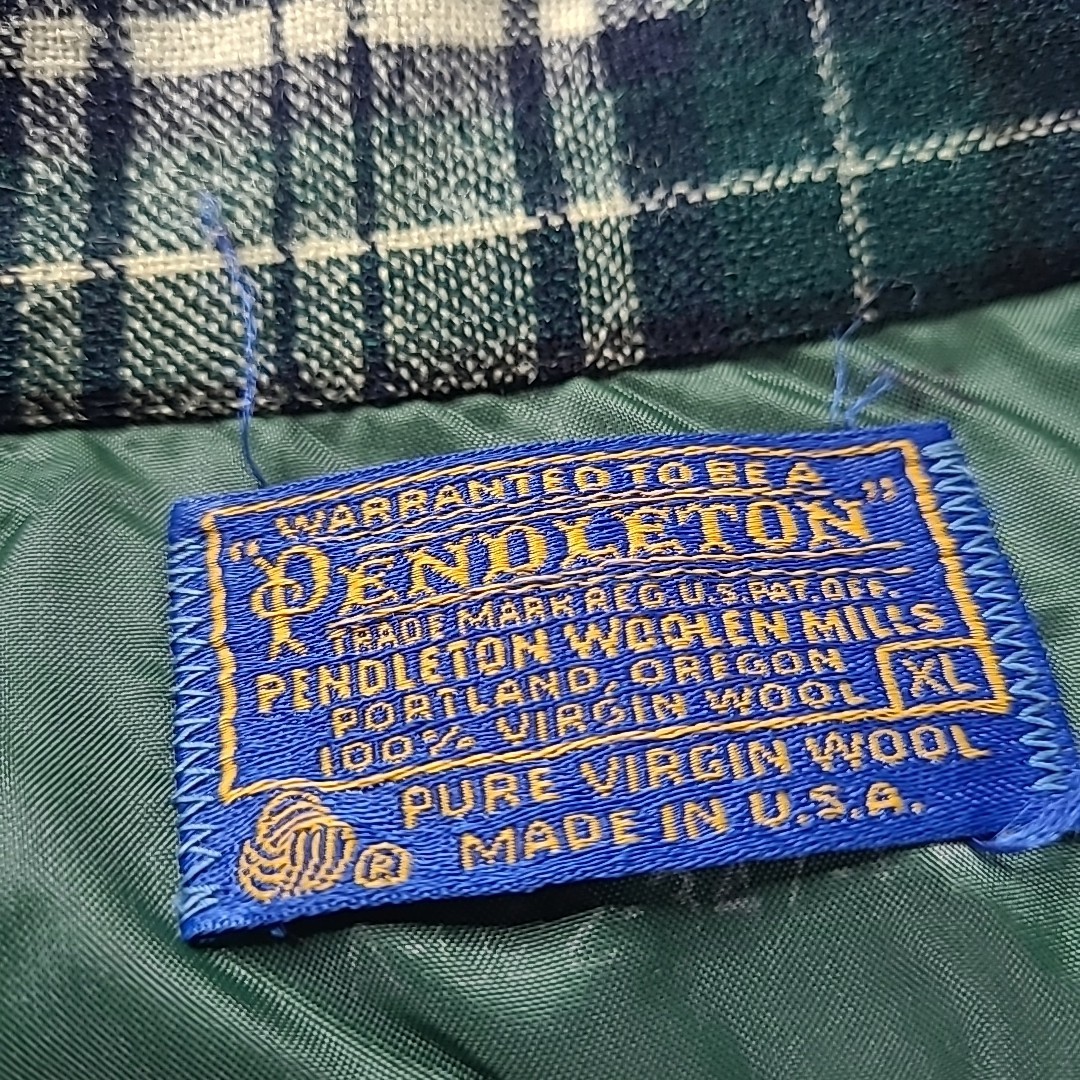 WARRANTED TO BE A
"PENDLETON"
TRADE MARK REG. U.S. PAT. OFF.
PENDLETON WOOLEN MILLS
PORTLAND, OREGON
100% VIRGIN WOOL
XL
PURE VIRGIN WOOL
® MADE IN U.S.A.